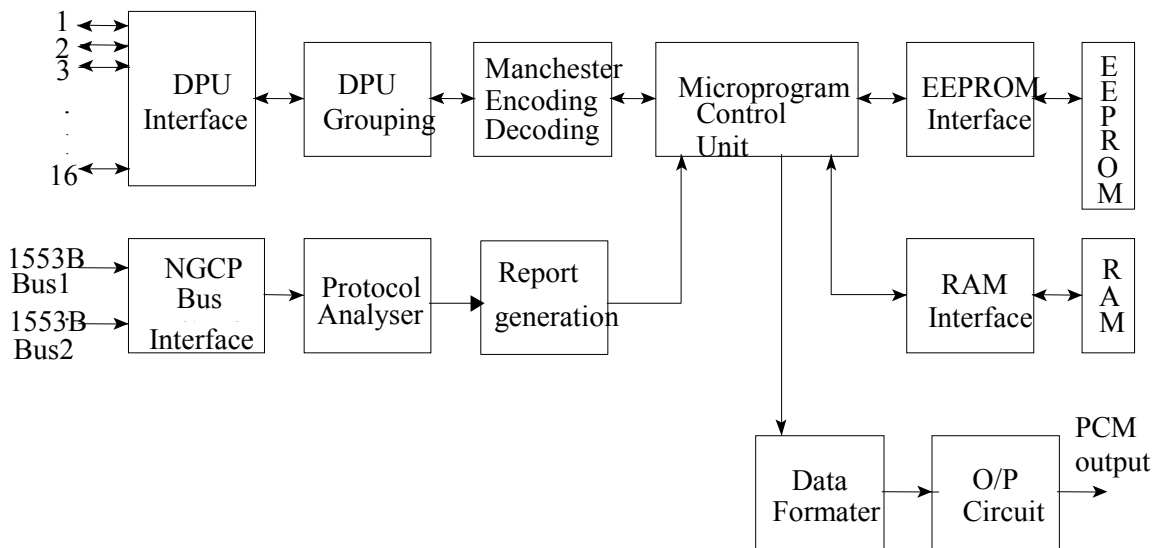 1
2
3
.
.
.
16
DPU
Interface
DPU
Grouping
Manchester
Encoding
Decoding
Microprogram
Control
Unit
EEPROM
Interface
E
E
P
R
O
M
1553B
Bus1
1553B
Bus2
NGCP
Bus
Interface
Protocol
Analyser
Report
generation
RAM
Interface
R
A
M
Data
Formater
O/P
Circuit
PCM
output